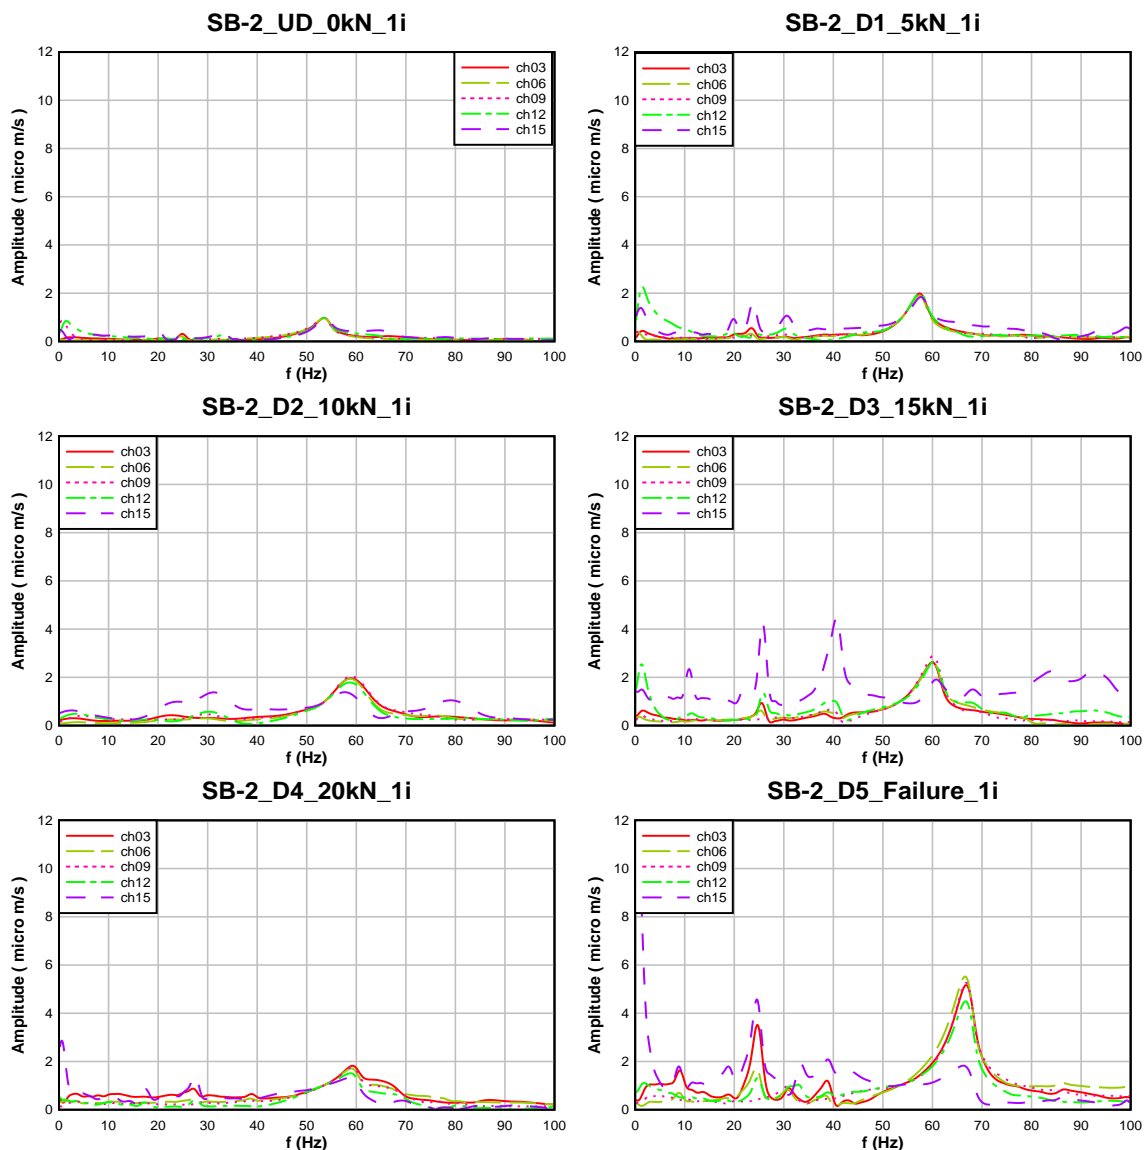 SB-2_UD_0kN_1i
12
10
8
6
4
2
0
Amplitude ( micro m/s )
ch03
ch06
ch09
ch12
ch15
0 10 20 30 40 50 60 70 80 90 100
f (Hz)
SB-2_D1_5kN_1i
12
10
8
6
4
2
0
Amplitude ( micro m/s )
ch03
ch06
ch09
ch12
ch15
0 10 20 30 40 50 60 70 80 90 100
f (Hz)
SB-2_D2_10kN_1i
12
10
8
6
4
2
0
Amplitude ( micro m/s )
ch03
ch06
ch09
ch12
ch15
0 10 20 30 40 50 60 70 80 90 100
f (Hz)
SB-2_D3_15kN_1i
12
10
8
6
4
2
0
Amplitude ( micro m/s )
ch03
ch06
ch09
ch12
ch15
0 10 20 30 40 50 60 70 80 90 100
f (Hz)
SB-2_D4_20kN_1i
12
10
8
6
4
2
0
Amplitude ( micro m/s )
ch03
ch06
ch09
ch12
ch15
0 10 20 30 40 50 60 70 80 90 100
f (Hz)
SB-2_D5_Failure_1i
12
10
8
6
4
2
0
Amplitude ( micro m/s )
ch03
ch06
ch09
ch12
ch15
0 10 20 30 40 50 60 70 80 90 100
f (Hz)